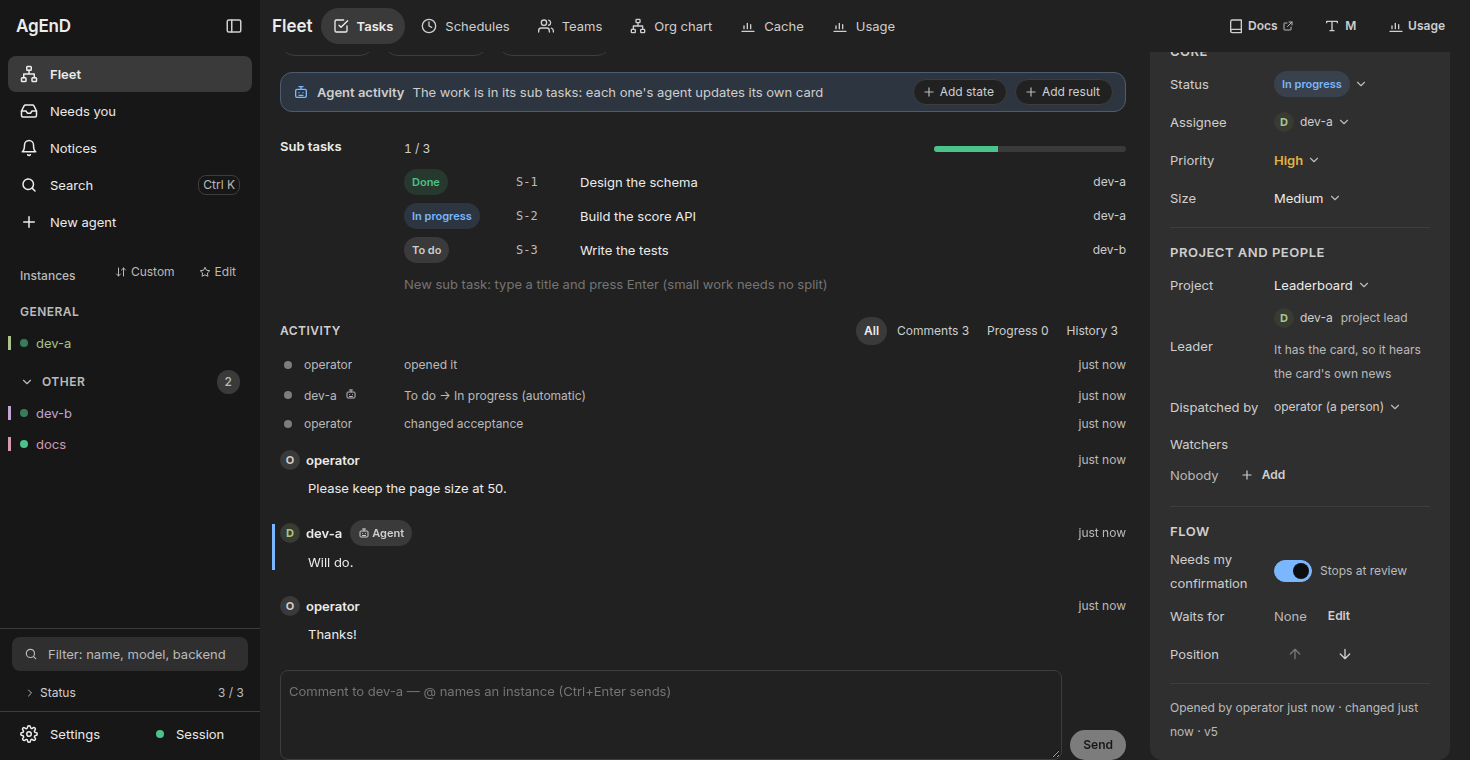 AgEnD
Fleet
Needs you
Notices
Search Ctrl K
New agent
Instances Custom Edit
GENERAL
dev-a
OTHER 2
dev-b
docs
Filter: name, model, backend
Status 3 / 3
Settings Session
Fleet Tasks Schedules Teams Org chart Cache Usage Docs M Usage
Agent activity The work is in its sub tasks: each one's agent updates its own card Add state Add result
Sub tasks 1 / 3
Done S-1 Design the schema dev-a
In progress S-2 Build the score API dev-a
To do S-3 Write the tests dev-b
New sub task: type a title and press Enter (small work needs no split)
ACTIVITY All Comments 3 Progress 0 History 3
operator opened it just now
dev-a To do → In progress (automatic) just now
operator changed acceptance just now
O operator just now
Please keep the page size at 50.
D dev-a Agent just now
Will do.
O operator just now
Thanks!
Comment to dev-a — @ names an instance (Ctrl+Enter sends)
Send
CORE
Status In progress
Assignee D dev-a
Priority High
Size Medium
PROJECT AND PEOPLE
Project Leaderboard
D dev-a project lead
Leader
It has the card, so it hears
the card's own news
Dispatched by operator (a person)
Watchers
Nobody Add
FLOW
Needs my
confirmation
Stops at review
Waits for None Edit
Position
Opened by operator just now · changed just
now · v5